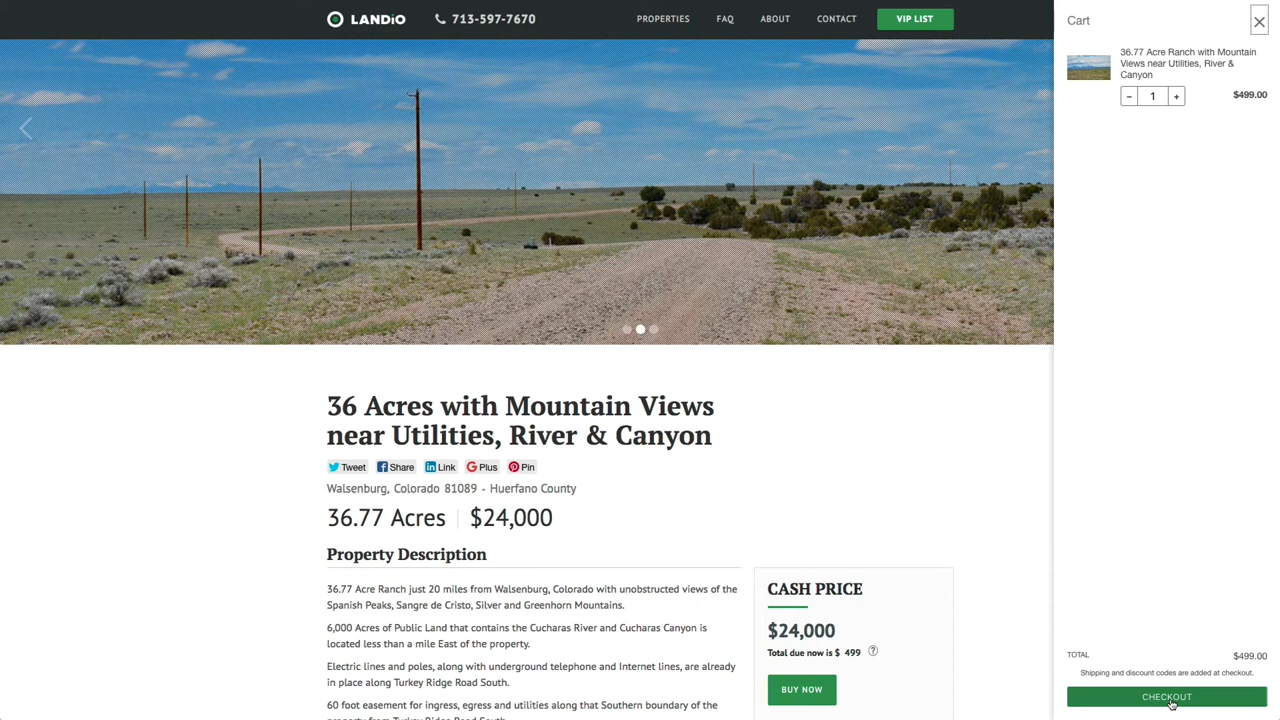 LANDiO
713-597-7670
PROPERTIES
FAQ
ABOUT
CONTACT
VIP LIST
Cart
36.77 Acre Ranch with Mountain
Views near Utilities, River &
Canyon
− 1 +
$499.00
36 Acres with Mountain Views
near Utilities, River & Canyon
Tweet
Share
Link
Plus
Pin
Walsenburg, Colorado 81089 - Huerfano County
36.77 Acres | $24,000
Property Description
36.77 Acre Ranch just 20 miles from Walsenburg, Colorado with unobstructed views of the
Spanish Peaks, Sangre de Cristo, Silver and Greenhorn Mountains.
6,000 Acres of Public Land that contains the Cucharas River and Cucharas Canyon is
located less than a mile East of the property.
Electric lines and poles, along with underground telephone and Internet lines, are already
in place along Turkey Ridge Road South.
60 foot easement for ingress, egress and utilities along that Southern boundary of the
property from Turkey Ridge Road South
CASH PRICE
$24,000
Total due now is $ 499 ?
BUY NOW
TOTAL
$499.00
Shipping and discount codes are added at checkout.
CHECKOUT